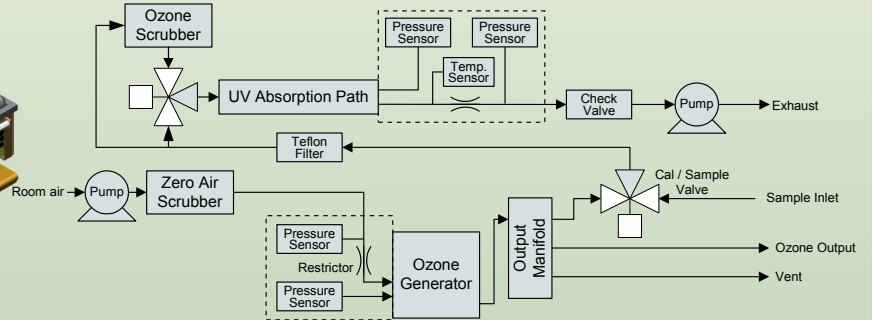 Ozone
Scrubber
Pressure
Sensor
Pressure
Sensor
Temp.
Sensor
UV Absorption Path
Check
Valve
Pump
Exhaust
Teflon
Filter
Room air
Pump
Zero Air
Scrubber
Cal / Sample
Valve
Sample Inlet
Pressure
Sensor
Restrictor
Pressure
Sensor
Ozone
Generator
Output
Manifold
Ozone Output
Vent